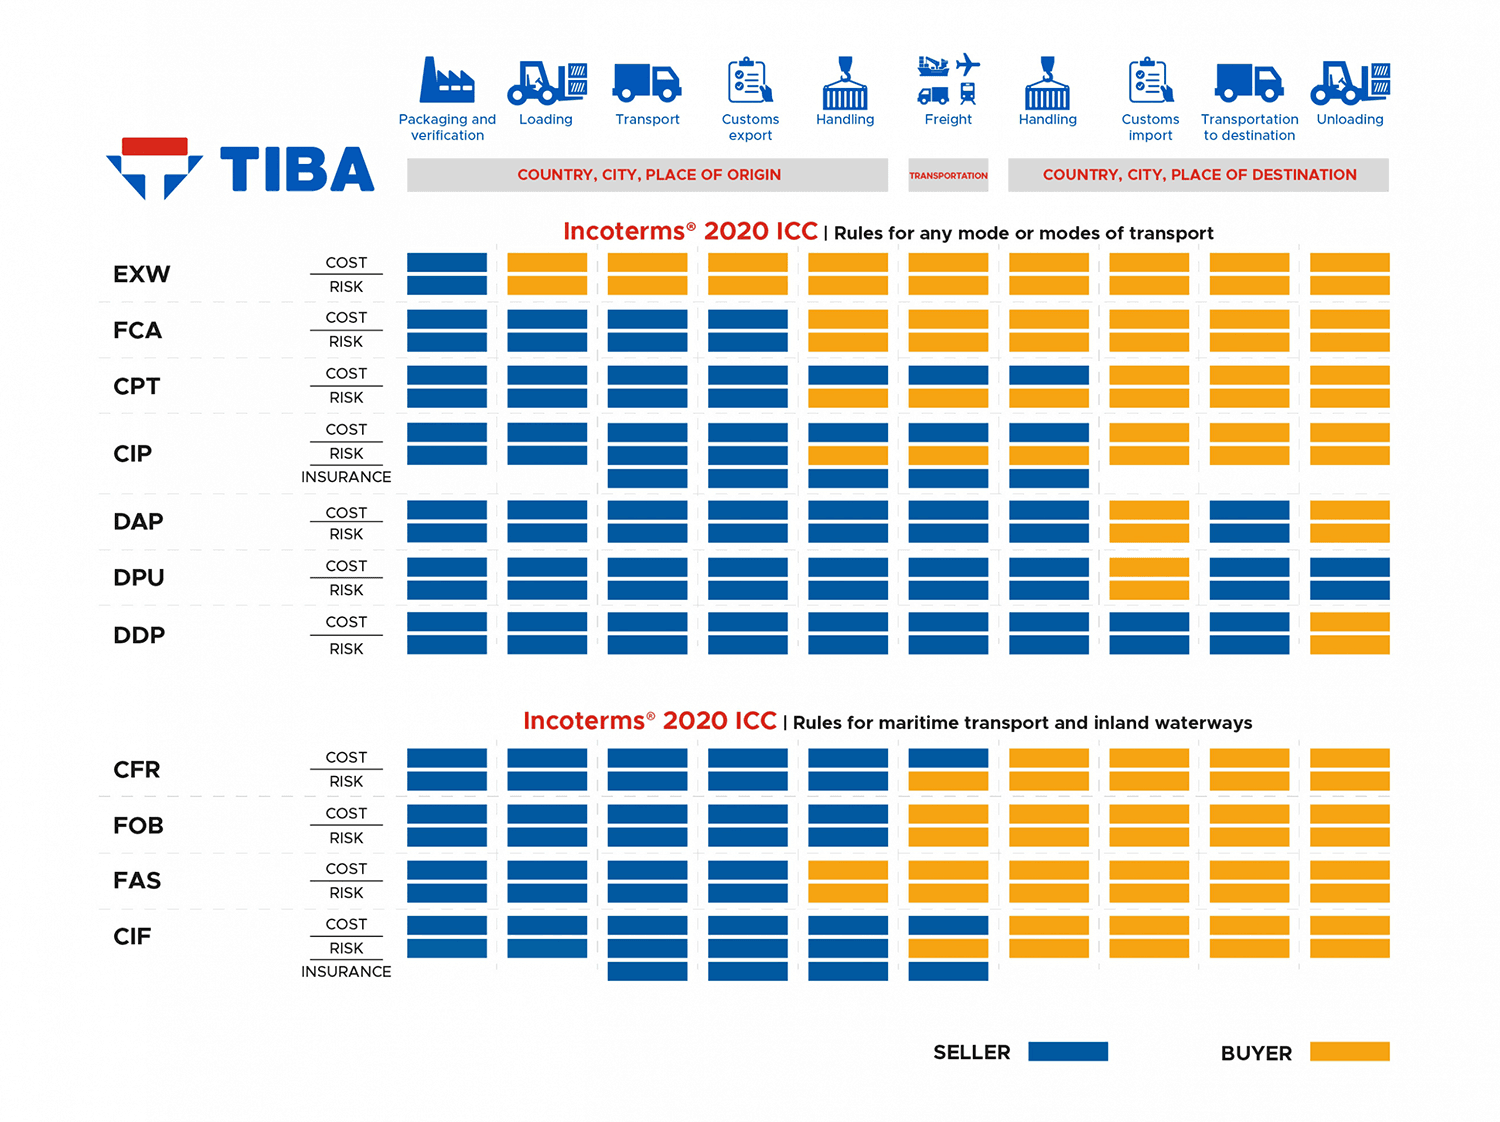 Packaging and verification
Loading
Transport
Customs export
Handling
Freight
Handling
Customs import
Transportation to destination
Unloading
TIBA
COUNTRY, CITY, PLACE OF ORIGIN
TRANSPORTATION
COUNTRY, CITY, PLACE OF DESTINATION
Incoterms® 2020 ICC | Rules for any mode or modes of transport
EXW
COST
RISK
FCA
COST
RISK
CPT
COST
RISK
CIP
COST
RISK
INSURANCE
DAP
COST
RISK
DPU
COST
RISK
DDP
COST
RISK
Incoterms® 2020 ICC | Rules for maritime transport and inland waterways
CFR
COST
RISK
FOB
COST
RISK
FAS
COST
RISK
CIF
COST
RISK
INSURANCE
SELLER
BUYER